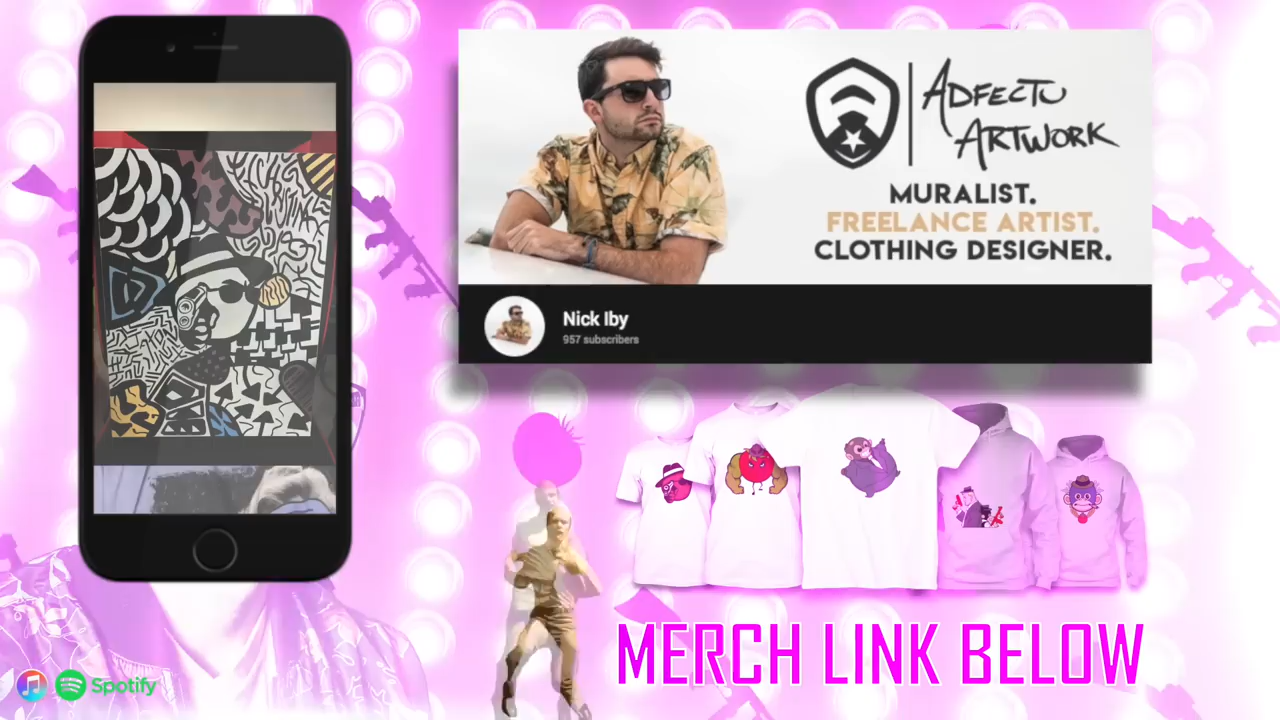 ADFECTU
ARTWORK
MURALIST.
FREELANCE ARTIST.
CLOTHING DESIGNER.
Nick Iby
957 subscribers
MERCH LINK BELOW
Spotify